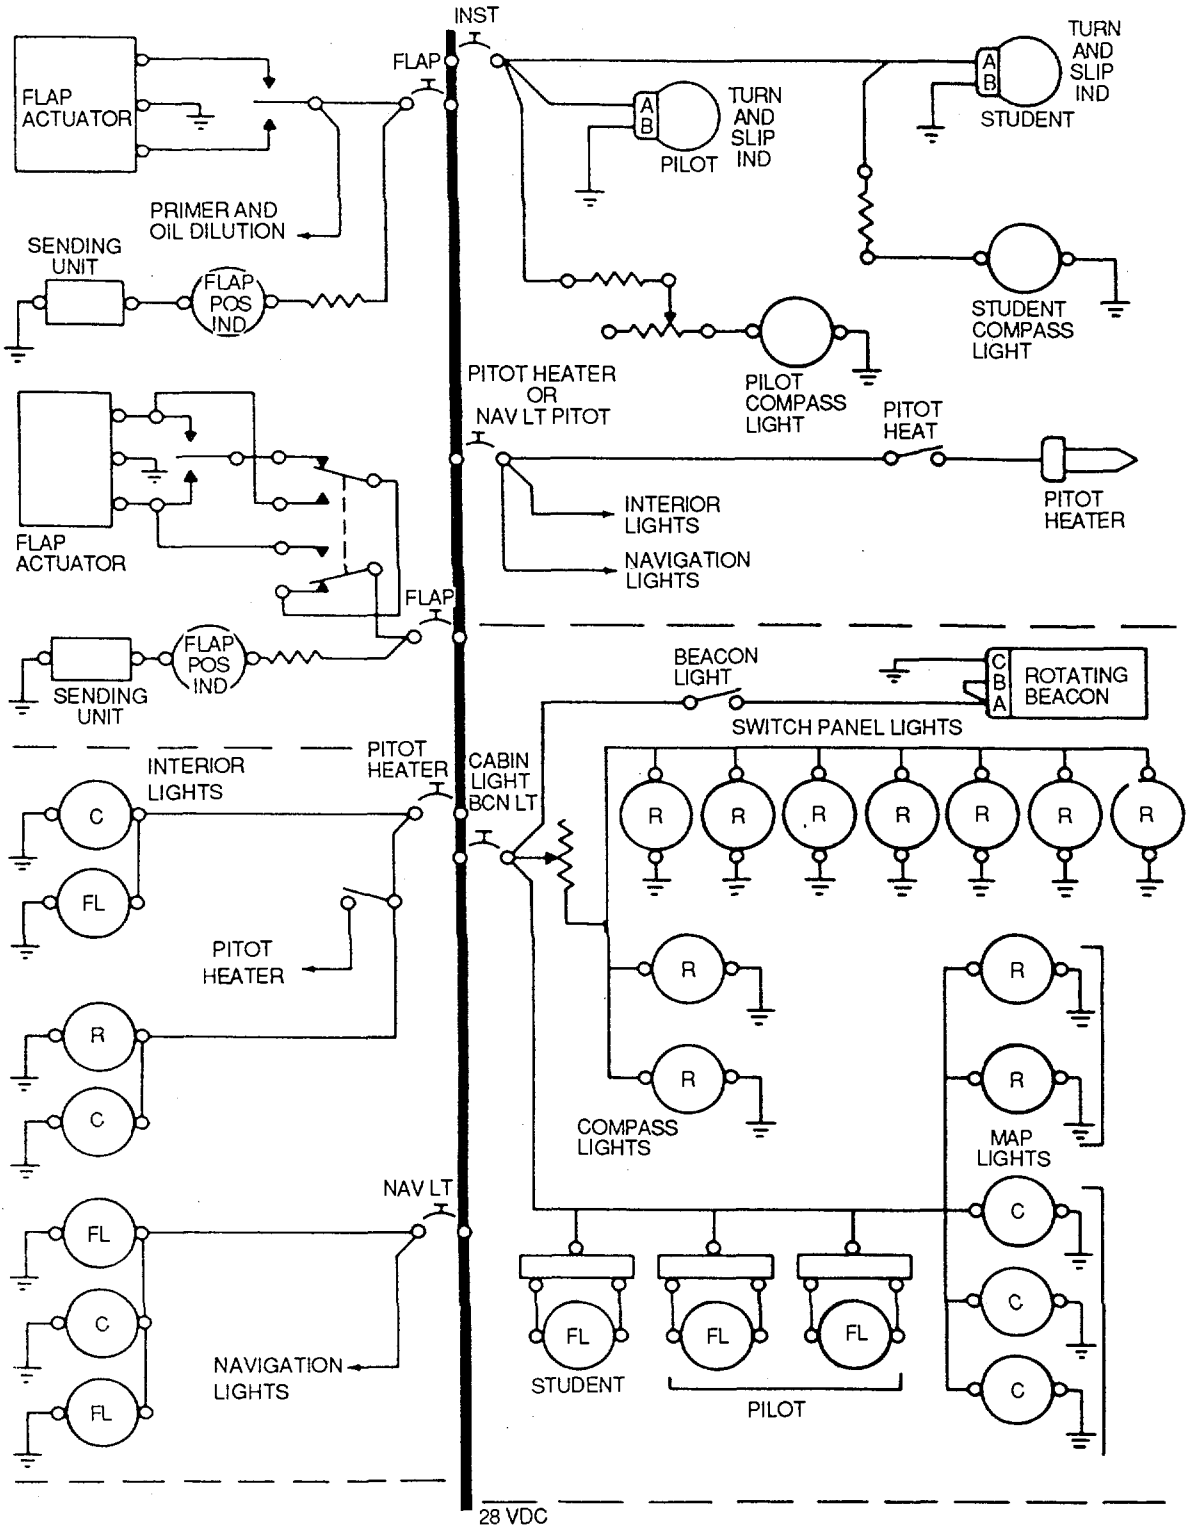 INST
FLAP
FLAP
ACTUATOR
PRIMER AND
OIL DILUTION
SENDING
UNIT
FLAP
POS
IND
A
B
PILOT
TURN
AND
SLIP
IND
A
B
STUDENT
TURN
AND
SLIP
IND
STUDENT
COMPASS
LIGHT
PILOT
COMPASS
LIGHT
PITOT HEATER
OR
NAV LT PITOT
PITOT
HEAT
PITOT
HEATER
INTERIOR
LIGHTS
NAVIGATION
LIGHTS
FLAP
ACTUATOR
FLAP
FLAP
POS
IND
SENDING
UNIT
BEACON
LIGHT
C
B
A
ROTATING
BEACON
SWITCH PANEL LIGHTS
R
R
R
R
R
R
R
PITOT
HEATER
CABIN
LIGHT
BCN LT
INTERIOR
LIGHTS
C
FL
PITOT
HEATER
R
C
R
R
COMPASS
LIGHTS
R
R
MAP
LIGHTS
C
C
C
NAV LT
FL
C
FL
NAVIGATION
LIGHTS
FL
FL
FL
STUDENT
PILOT
28 VDC